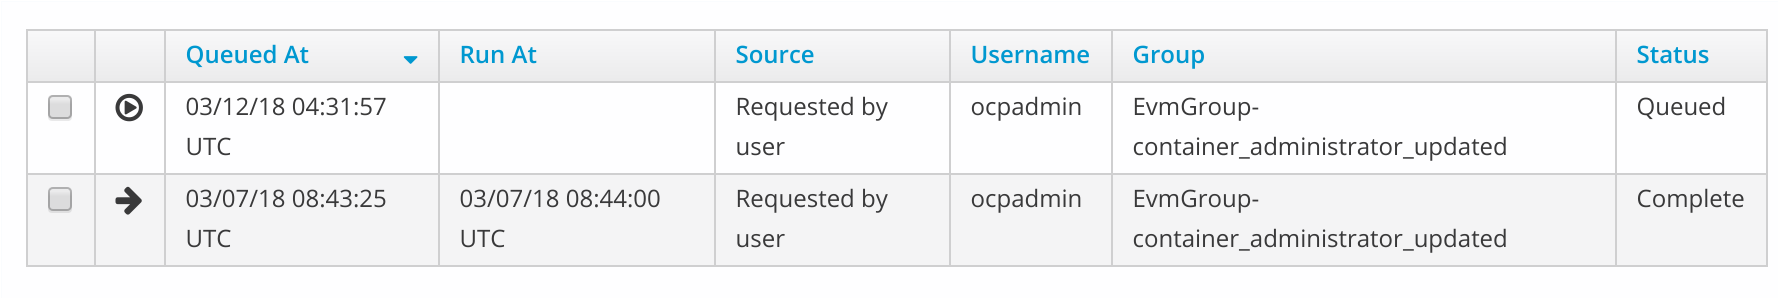 Queued At Run At Source Username Group Status
03/12/18 04:31:57 Requested by ocpadmin EvmGroup- Queued
UTC user container_administrator_updated
03/07/18 08:43:25 03/07/18 08:44:00 Requested by ocpadmin EvmGroup- Complete
UTC UTC user container_administrator_updated